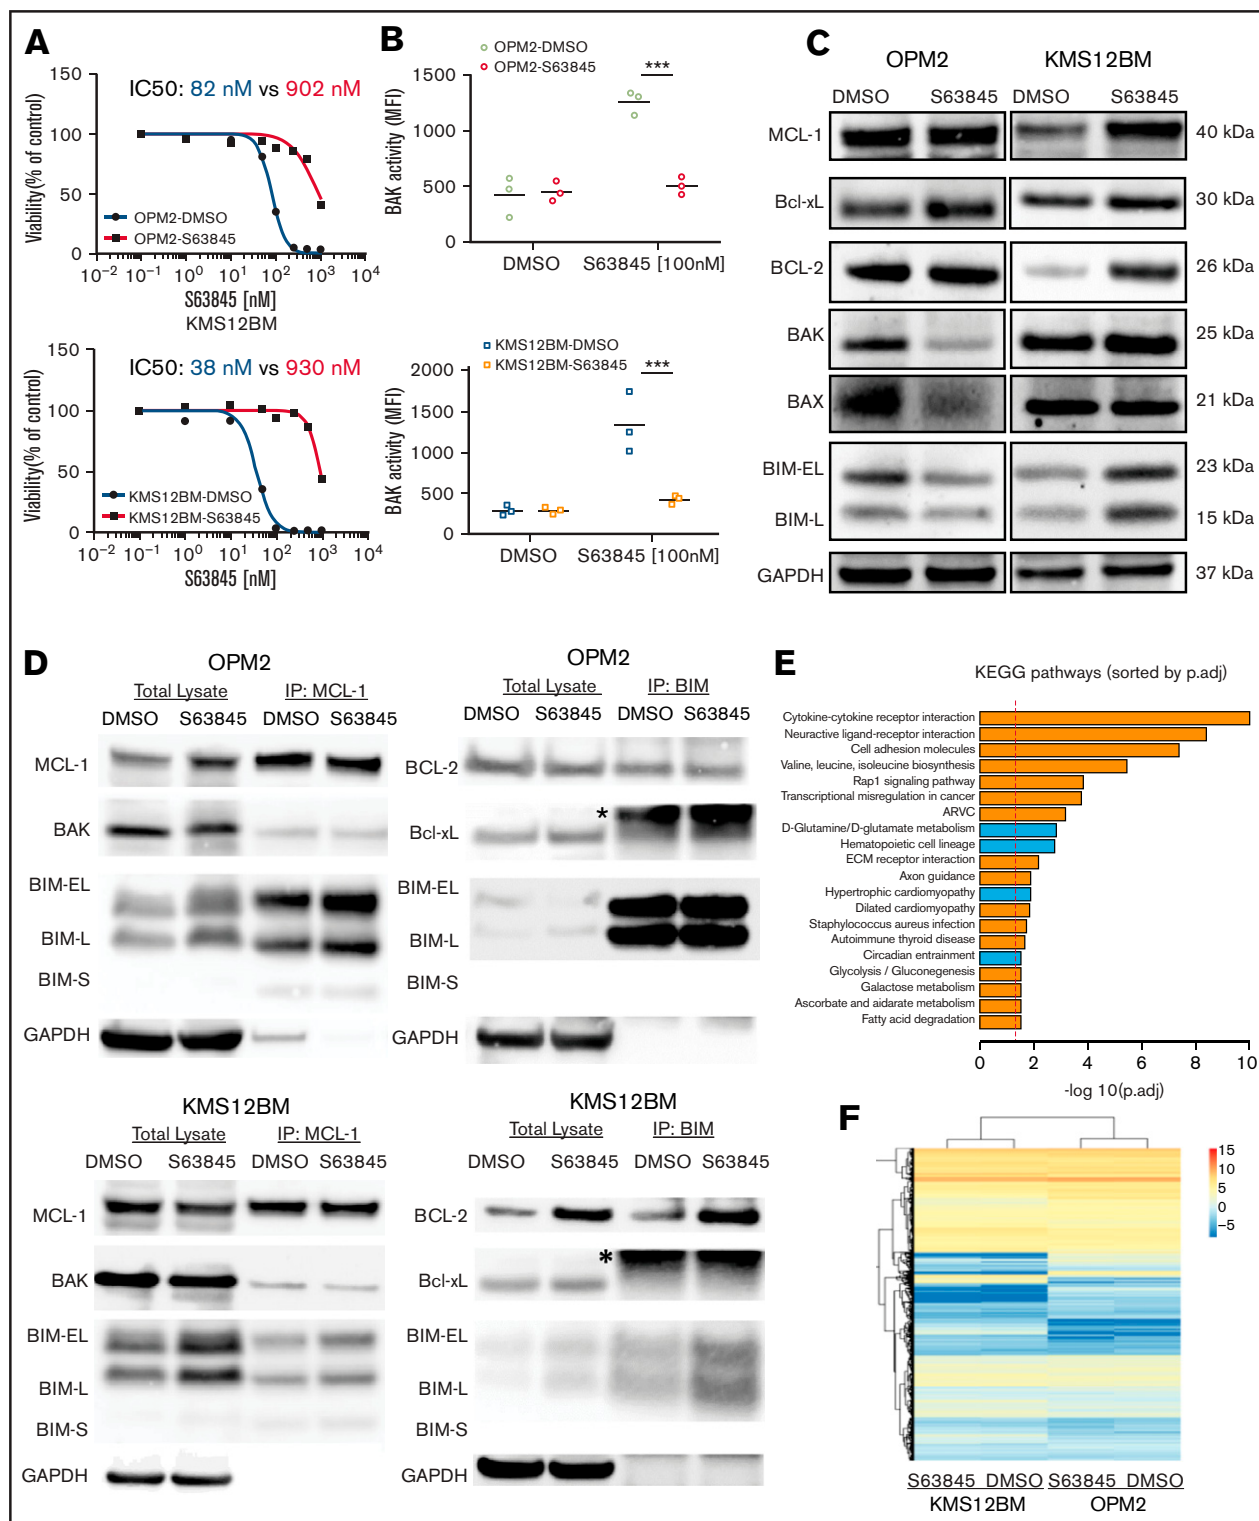 A
IC50: 82 nM vs 902 nM
Viability(% of control)
150
100
50
0
OPM2-DMSO
OPM2-S63845
10⁻² 10⁻¹ 10⁰ 10¹ 10² 10³ 10⁴
S63845 [nM]
KMS12BM
IC50: 38 nM vs 930 nM
Viability(% of control)
150
100
50
0
KMS12BM-DMSO
KMS12BM-S63845
10⁻² 10⁻¹ 10⁰ 10¹ 10² 10³ 10⁴
S63845 [nM]
B
OPM2-DMSO
OPM2-S63845
BAK activity (MFI)
1500
1000
500
0
***
DMSO S63845 [100nM]
KMS12BM-DMSO
KMS12BM-S63845
BAK activity (MFI)
2000
1500
1000
500
0
***
DMSO S63845 [100nM]
C
OPM2 KMS12BM
DMSO S63845 DMSO S63845
MCL-1 40 kDa
Bcl-xL 30 kDa
BCL-2 26 kDa
BAK 25 kDa
BAX 21 kDa
BIM-EL 23 kDa
BIM-L 15 kDa
GAPDH 37 kDa
D
OPM2
Total Lysate IP: MCL-1
DMSO S63845 DMSO S63845
MCL-1
BAK
BIM-EL
BIM-L
BIM-S
GAPDH
OPM2
Total Lysate IP: BIM
DMSO S63845 DMSO S63845
BCL-2
Bcl-xL *
BIM-EL
BIM-L
BIM-S
GAPDH
KMS12BM
Total Lysate IP: MCL-1
DMSO S63845 DMSO S63845
MCL-1
BAK
BIM-EL
BIM-L
BIM-S
GAPDH
KMS12BM
Total Lysate IP: BIM
DMSO S63845 DMSO S63845
BCL-2
Bcl-xL *
BIM-EL
BIM-L
BIM-S
GAPDH
E
KEGG pathways (sorted by p.adj)
Cytokine-cytokine receptor interaction
Neuractive ligand-receptor interaction
Cell adhesion molecules
Valine, leucine, isoleucine biosynthesis
Rap1 signaling pathway
Transcriptional misregulation in cancer
ARVC
D-Glutamine/D-glutamate metabolism
Hematopoietic cell lineage
ECM receptor interaction
Axon guidance
Hypertrophic cardiomyopathy
Dilated cardiomyopathy
Staphylococcus aureus infection
Autoimmune thyroid disease
Circadian entrainment
Glycolysis / Gluconegenesis
Galactose metabolism
Ascorbate and aidarate metabolism
Fatty acid degradation
0 2 4 6 8 10
-log 10(p.adj)
F
15
10
5
0
−5
S63845 DMSO S63845 DMSO
KMS12BM OPM2